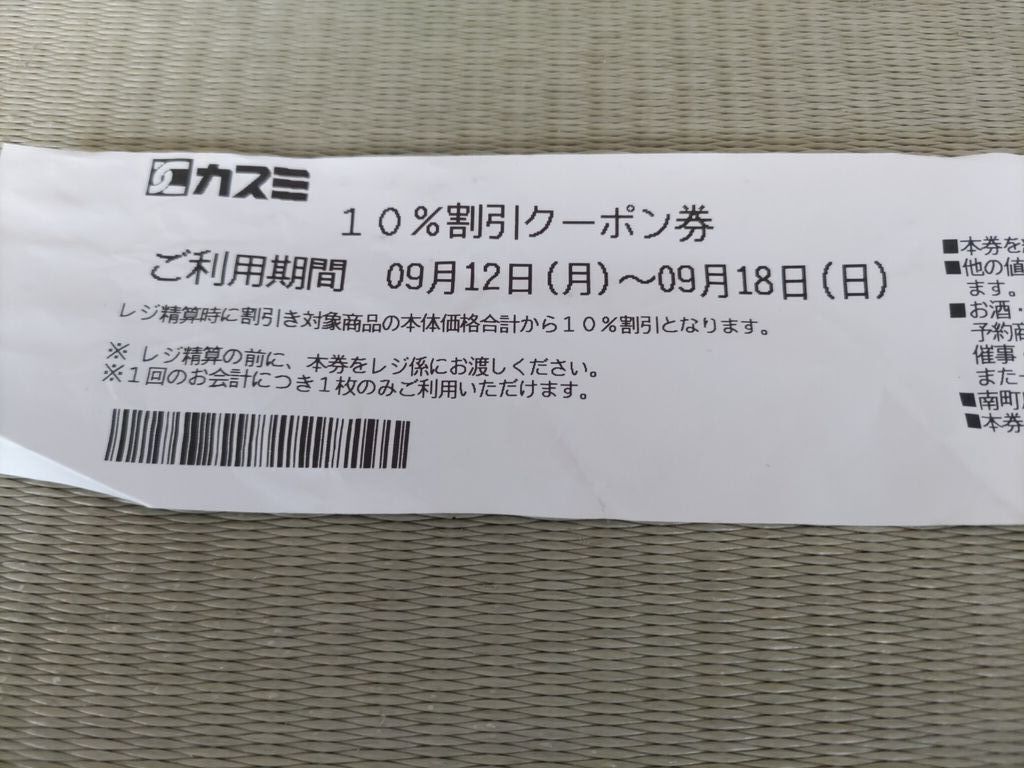 カスミ
１０％割引クーポン券
ご利用期間 09月12日(月)～09月18日(日)
レジ精算時に割引き対象商品の本体価格合計から１０％割引となります。
※ レジ精算の前に、本券をレジ係にお渡しください。
※１回のお会計につき１枚のみご利用いただけます。
■本券を
■他の値
ます。
■お酒・
予約商
催事・
また一
■南町
■本券